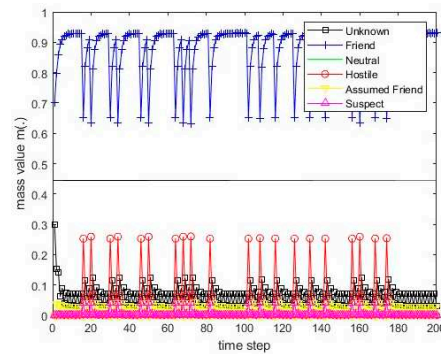 1
0.9
0.8
0.7
0.6
0.5
0.4
0.3
0.2
0.1
0
mass value m(.)
0 20 40 60 80 100 120 140 160 180 200
time step
Unknown
Friend
Neutral
Hostile
Assumed Friend
Suspect